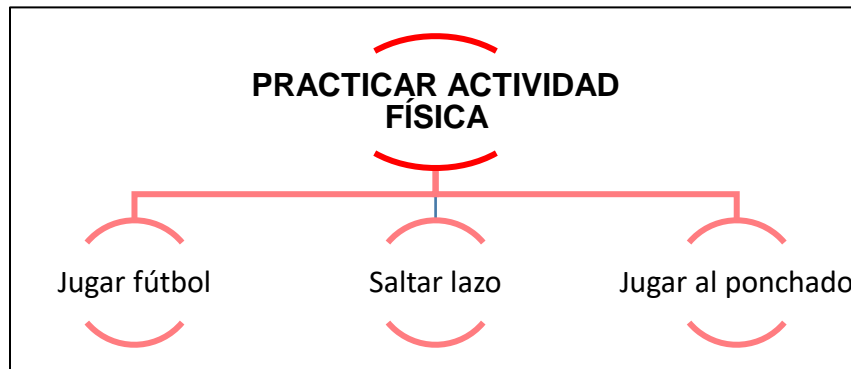 PRACTICAR ACTIVIDAD
FÍSICA
Jugar fútbol
Saltar lazo
Jugar al ponchado